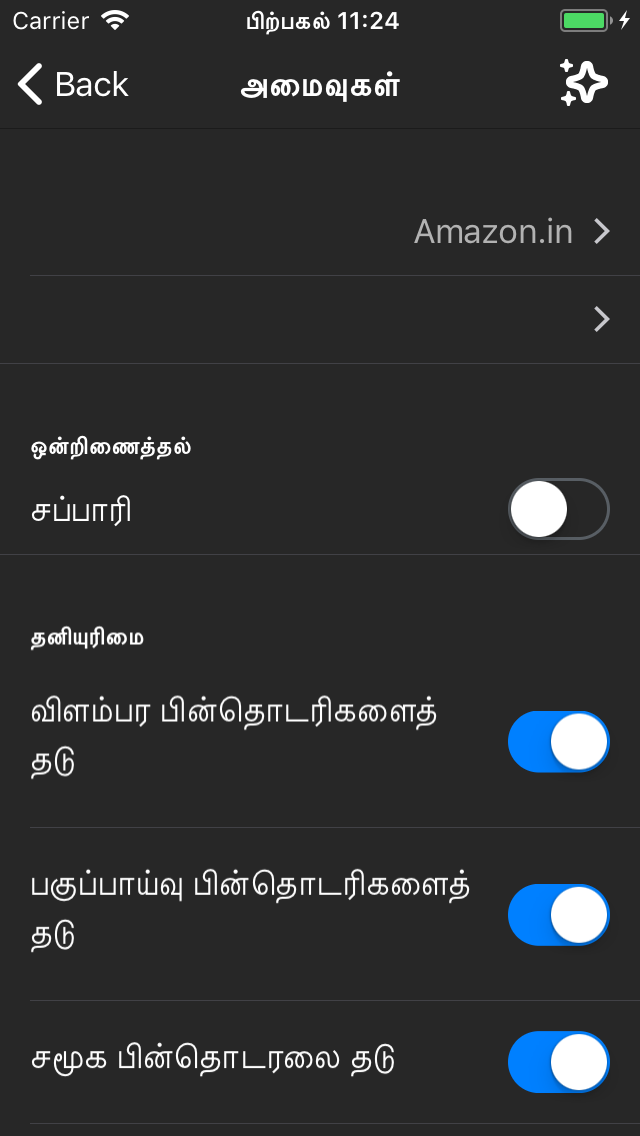 Carrier பிற்பகல் 11:24
Back அமைவுகள்
Amazon.in
ஒன்றிணைத்தல்
சப்பாரி
தனியுரிமை
விளம்பர பின்தொடரிகளைத்
தடு
பகுப்பாய்வு பின்தொடரிகளைத்
தடு
சமூக பின்தொடரலை தடு